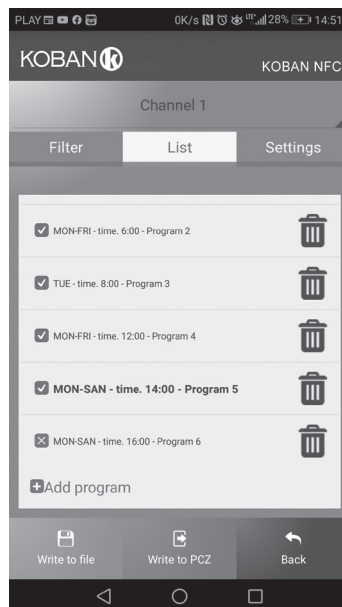 PLAY 0K/s LTE 28% 14:51
KOBAN K
KOBAN NFC
Channel 1
Filter List Settings
MON-FRI - time. 6:00 - Program 2
TUE - time. 8:00 - Program 3
MON-FRI - time. 12:00 - Program 4
MON-SAN - time. 14:00 - Program 5
MON-SAN - time. 16:00 - Program 6
Add program
Write to file Write to PCZ Back